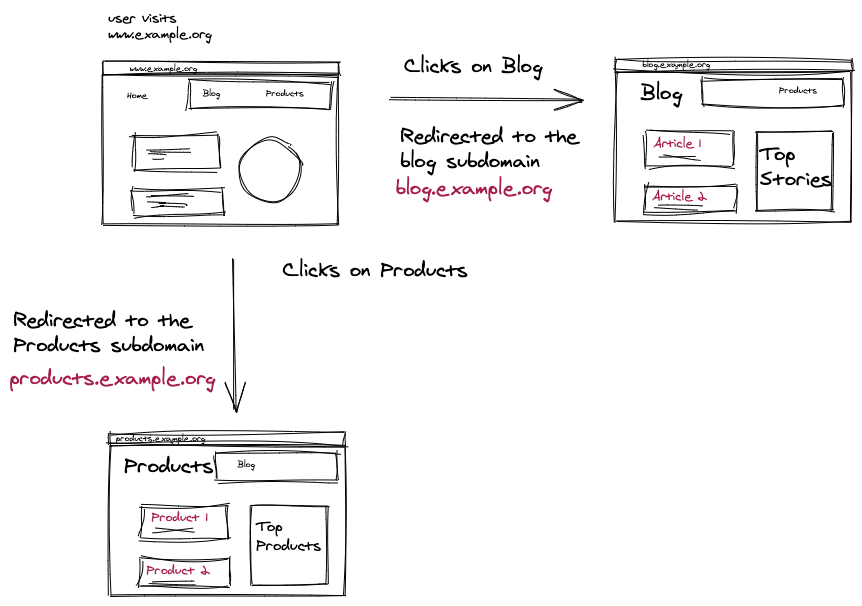 user visits
www.example.org
www.example.org
Home
Blog
Products
Clicks on Blog
Redirected to the
blog subdomain
blog.example.org
blog.example.org
Blog
Products
Article 1
Article 2
Top
Stories
Clicks on Products
Redirected to the
Products subdomain
products.example.org
products.example.org
Products
Blog
Product 1
Product 2
Top
Products